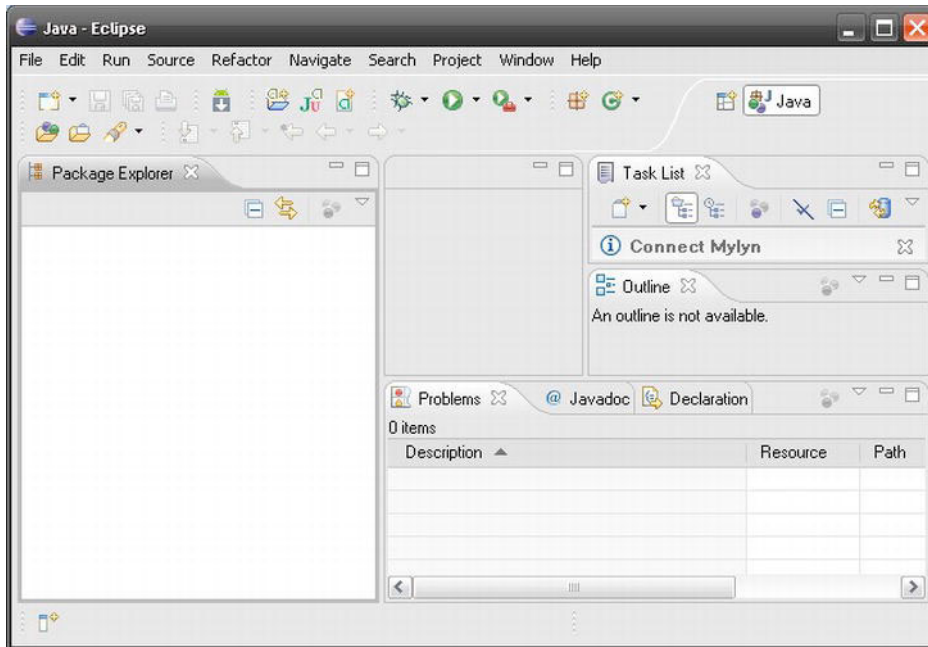 Java - Eclipse
File Edit Run Source Refactor Navigate Search Project Window Help
Java
Package Explorer
Task List
Connect Mylyn
Outline
An outline is not available.
Problems @ Javadoc Declaration
0 items
Description Resource Path